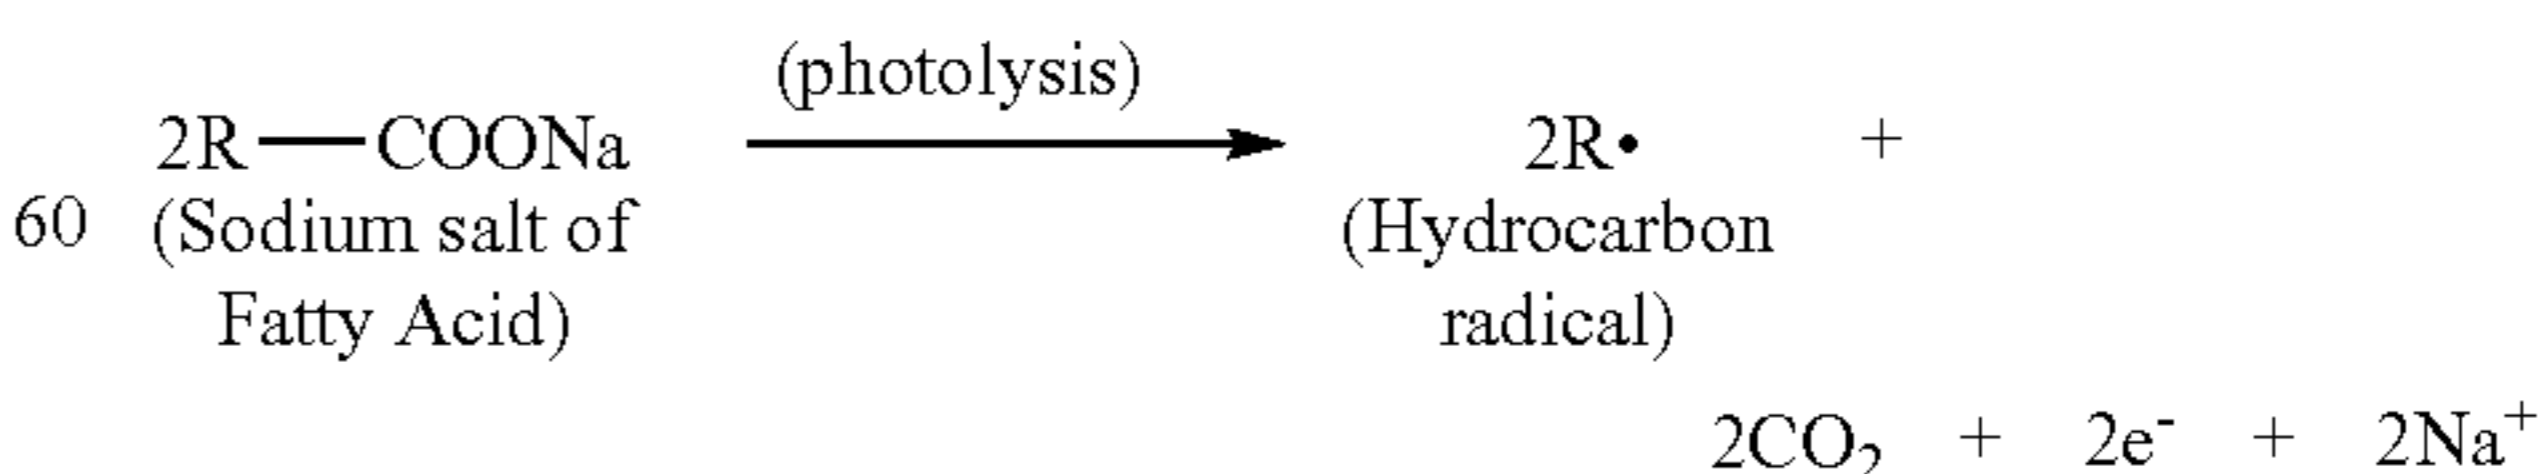 (photolysis)
2R—COONa → 2R• +
60 (Sodium salt of Fatty Acid) (Hydrocarbon radical)
2CO₂ + 2e⁻ + 2Na⁺